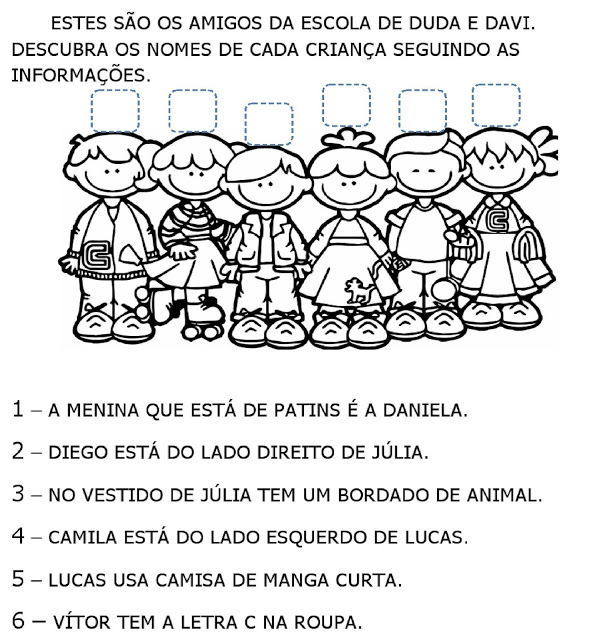 ESTES SÃO OS AMIGOS DA ESCOLA DE DUDA E DAVI.
DESCUBRA OS NOMES DE CADA CRIANÇA SEGUINDO AS
INFORMAÇÕES.
C
C
1 – A MENINA QUE ESTÁ DE PATINS É A DANIELA.
2 – DIEGO ESTÁ DO LADO DIREITO DE JÚLIA.
3 – NO VESTIDO DE JÚLIA TEM UM BORDADO DE ANIMAL.
4 – CAMILA ESTÁ DO LADO ESQUERDO DE LUCAS.
5 – LUCAS USA CAMISA DE MANGA CURTA.
6 – VÍTOR TEM A LETRA C NA ROUPA.